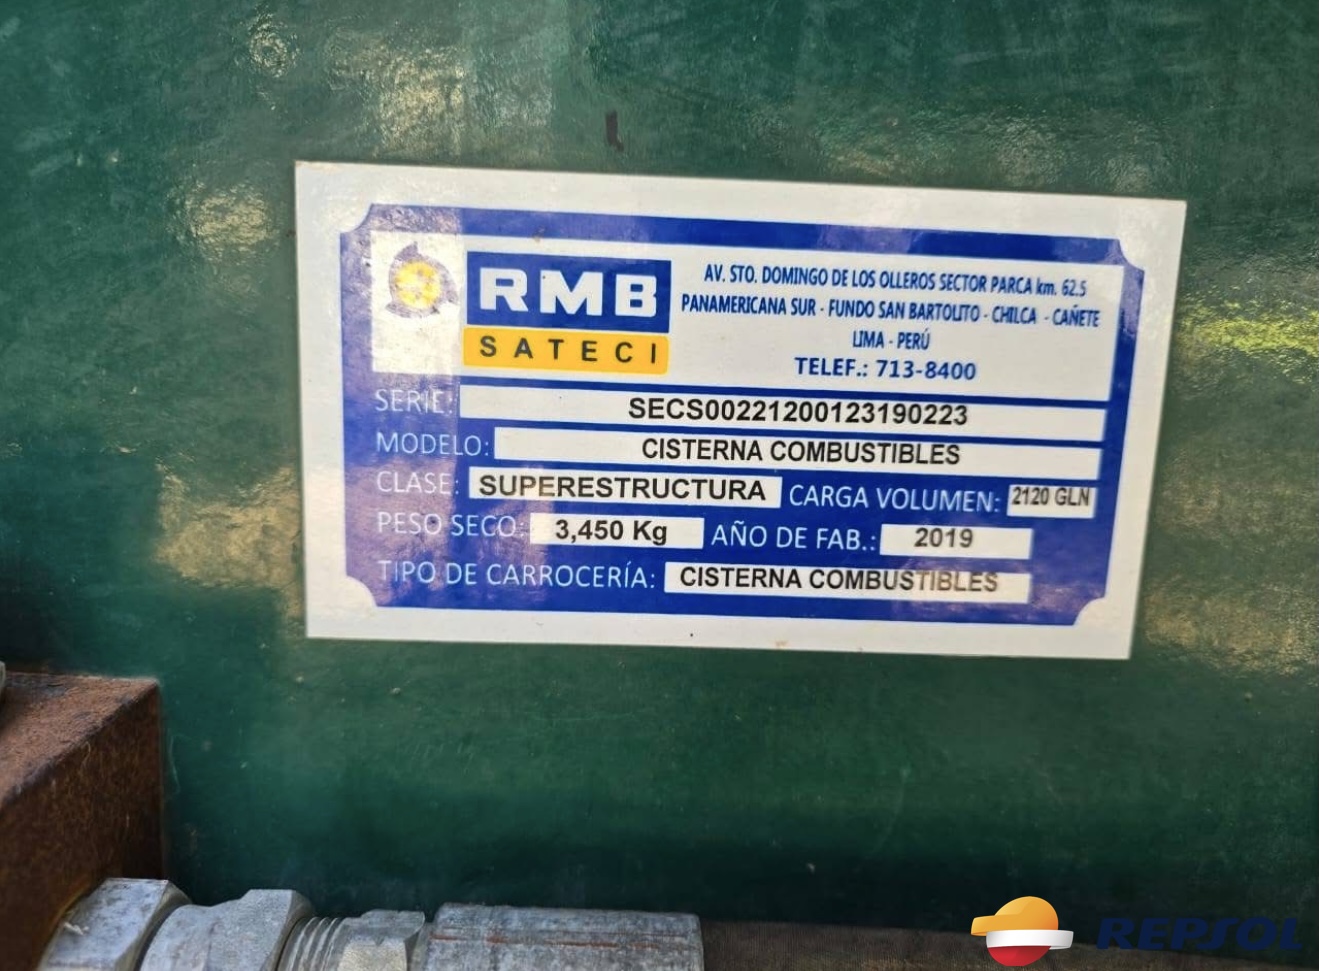 RMB
SATECI
AV. STO. DOMINGO DE LOS OLLEROS SECTOR PARCA km. 62.5
PANAMERICANA SUR - FUNDO SAN BARTOLITO - CHILCA - CAÑETE
LIMA - PERÚ
TELEF.: 713-8400
SERIE: SECS00221200123190223
MODELO: CISTERNA COMBUSTIBLES
CLASE: SUPERESTRUCTURA CARGA VOLUMEN: 2120 GLN
PESO SECO: 3,450 Kg AÑO DE FAB.: 2019
TIPO DE CARROCERÍA: CISTERNA COMBUSTIBLES
REPSOL